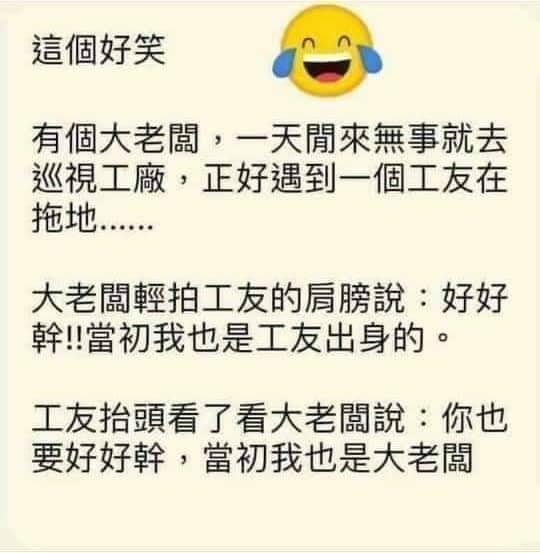 這個好笑
有個大老闆，一天閒來無事就去
巡視工廠，正好遇到一個工友在
拖地......
大老闆輕拍工友的肩膀說：好好
幹!!當初我也是工友出身的。
工友抬頭看了看大老闆說：你也
要好好幹，當初我也是大老闆